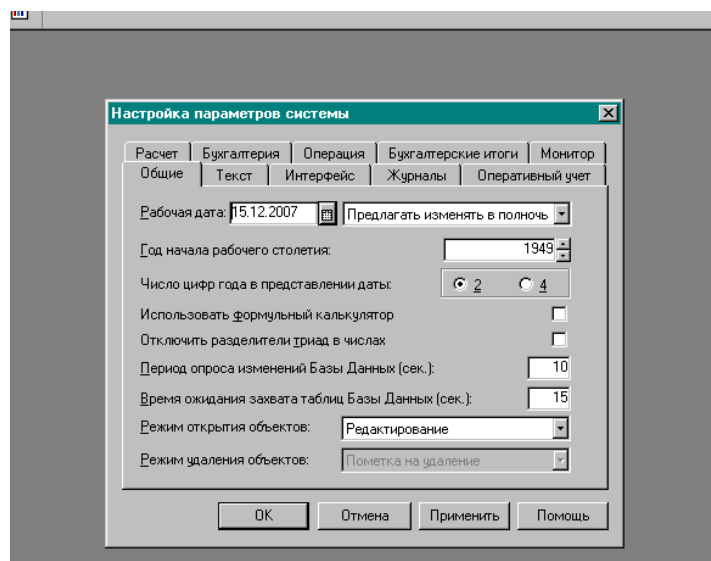 Настройка параметров системы
Расчет Бухгалтерия Операция Бухгалтерские итоги Монитор
Общие Текст Интерфейс Журналы Оперативный учет
Рабочая дата: 15.12.2007 Предлагать изменять в полночь
Год начала рабочего столетия: 1949
Число цифр года в представлении даты: 2 4
Использовать формульный калькулятор
Отключить разделители триад в числах
Период опроса изменений Базы Данных (сек.): 10
Время ожидания захвата таблиц Базы Данных (сек.): 15
Режим открытия объектов: Редактирование
Режим удаления объектов: Пометка на удаление
OK Отмена Применить Помощь